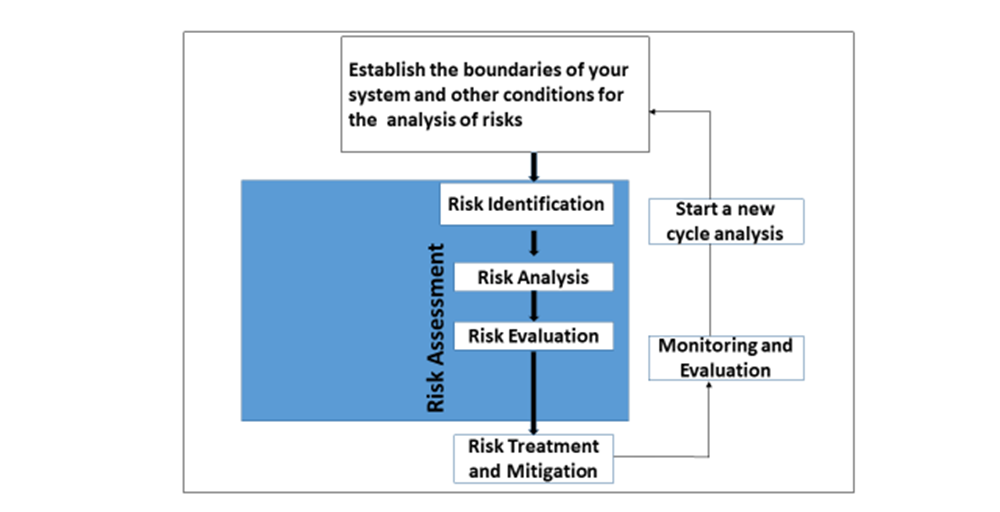 Establish the boundaries of your
system and other conditions for
the analysis of risks
Risk Identification
Risk Analysis
Risk Evaluation
Risk Assessment
Risk Treatment
and Mitigation
Monitoring and
Evaluation
Start a new
cycle analysis